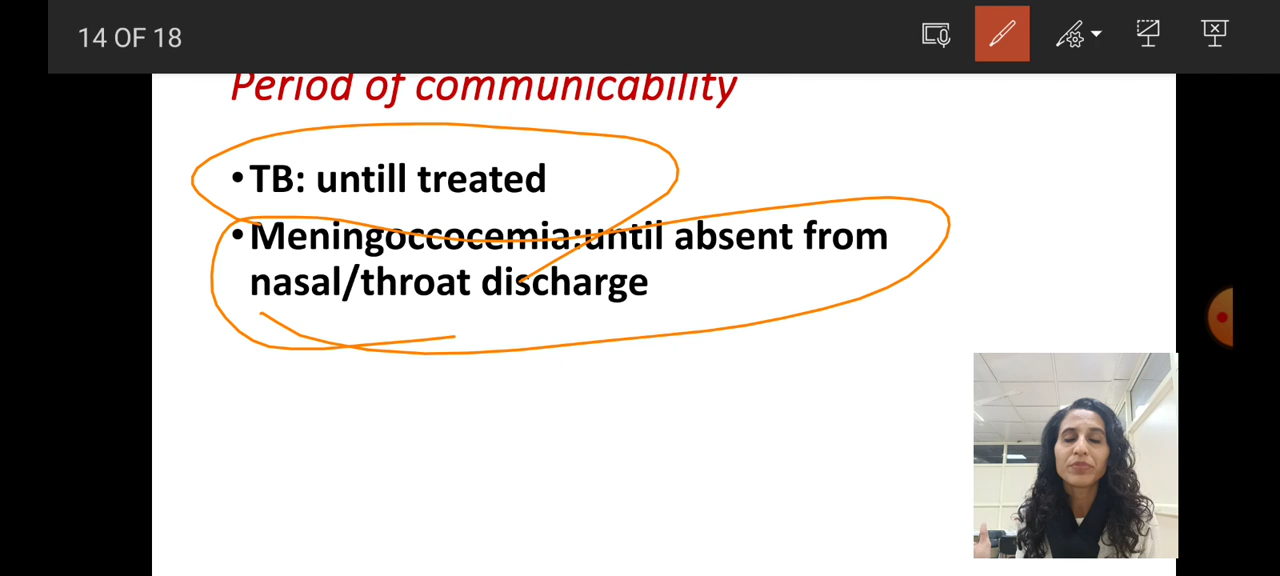 14 OF 18
Period of communicability
•TB: untill treated
•Meningoccocemia:until absent from
nasal/throat discharge